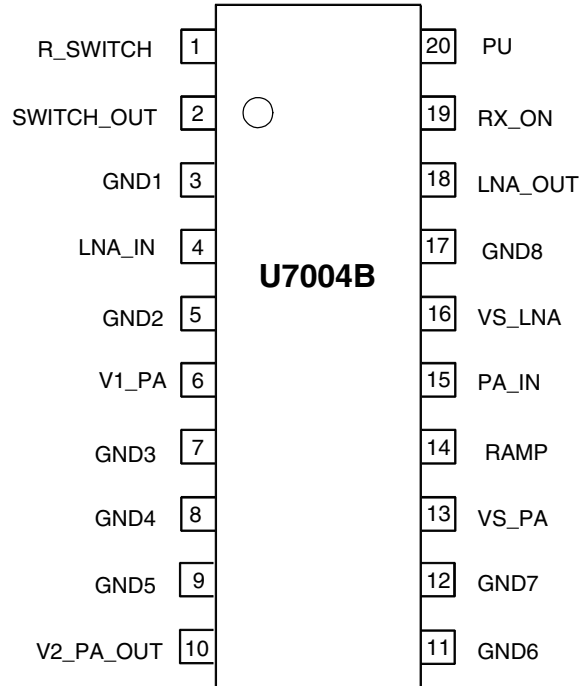 R_SWITCH 1 20 PU
SWITCH_OUT 2 19 RX_ON
GND1 3 18 LNA_OUT
LNA_IN 4 17 GND8
U7004B
GND2 5 16 VS_LNA
V1_PA 6 15 PA_IN
GND3 7 14 RAMP
GND4 8 13 VS_PA
GND5 9 12 GND7
V2_PA_OUT 10 11 GND6